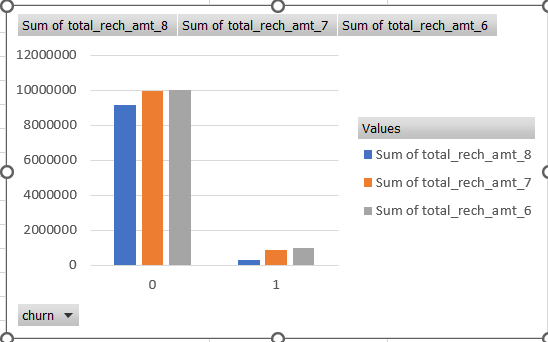 Sum of total_rech_amt_8 Sum of total_rech_amt_7 Sum of total_rech_amt_6
12000000
10000000
8000000
6000000
4000000
2000000
0
0 1
Values
Sum of total_rech_amt_8
Sum of total_rech_amt_7
Sum of total_rech_amt_6
churn